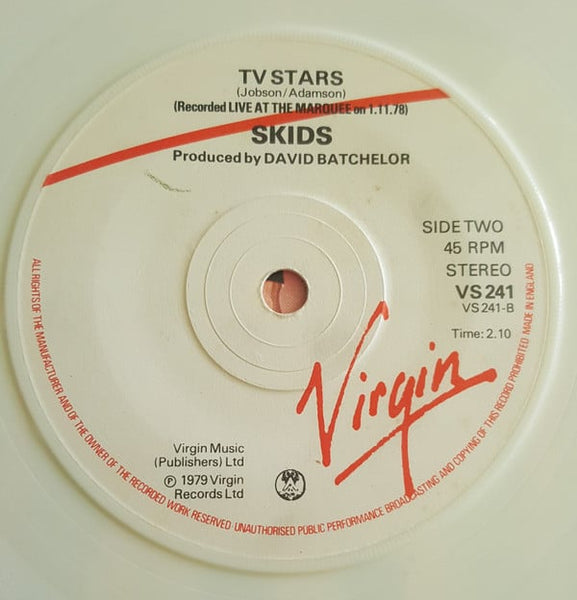 TV STARS
(Jobson/Adamson)
(Recorded LIVE AT THE MARQUEE on 1.11.78)
SKIDS
Produced by DAVID BATCHELOR
SIDE TWO
45 RPM
STEREO
VS 241
VS 241-B
Time: 2.10
Virgin
Virgin Music
(Publishers) Ltd
℗ 1979 Virgin
Records Ltd
ALL RIGHTS OF THE MANUFACTURER AND OF THE OWNER OF THE RECORDED WORK RESERVED · UNAUTHORISED PUBLIC PERFORMANCE BROADCASTING AND COPYING OF THIS RECORD PROHIBITED MADE IN ENGLAND